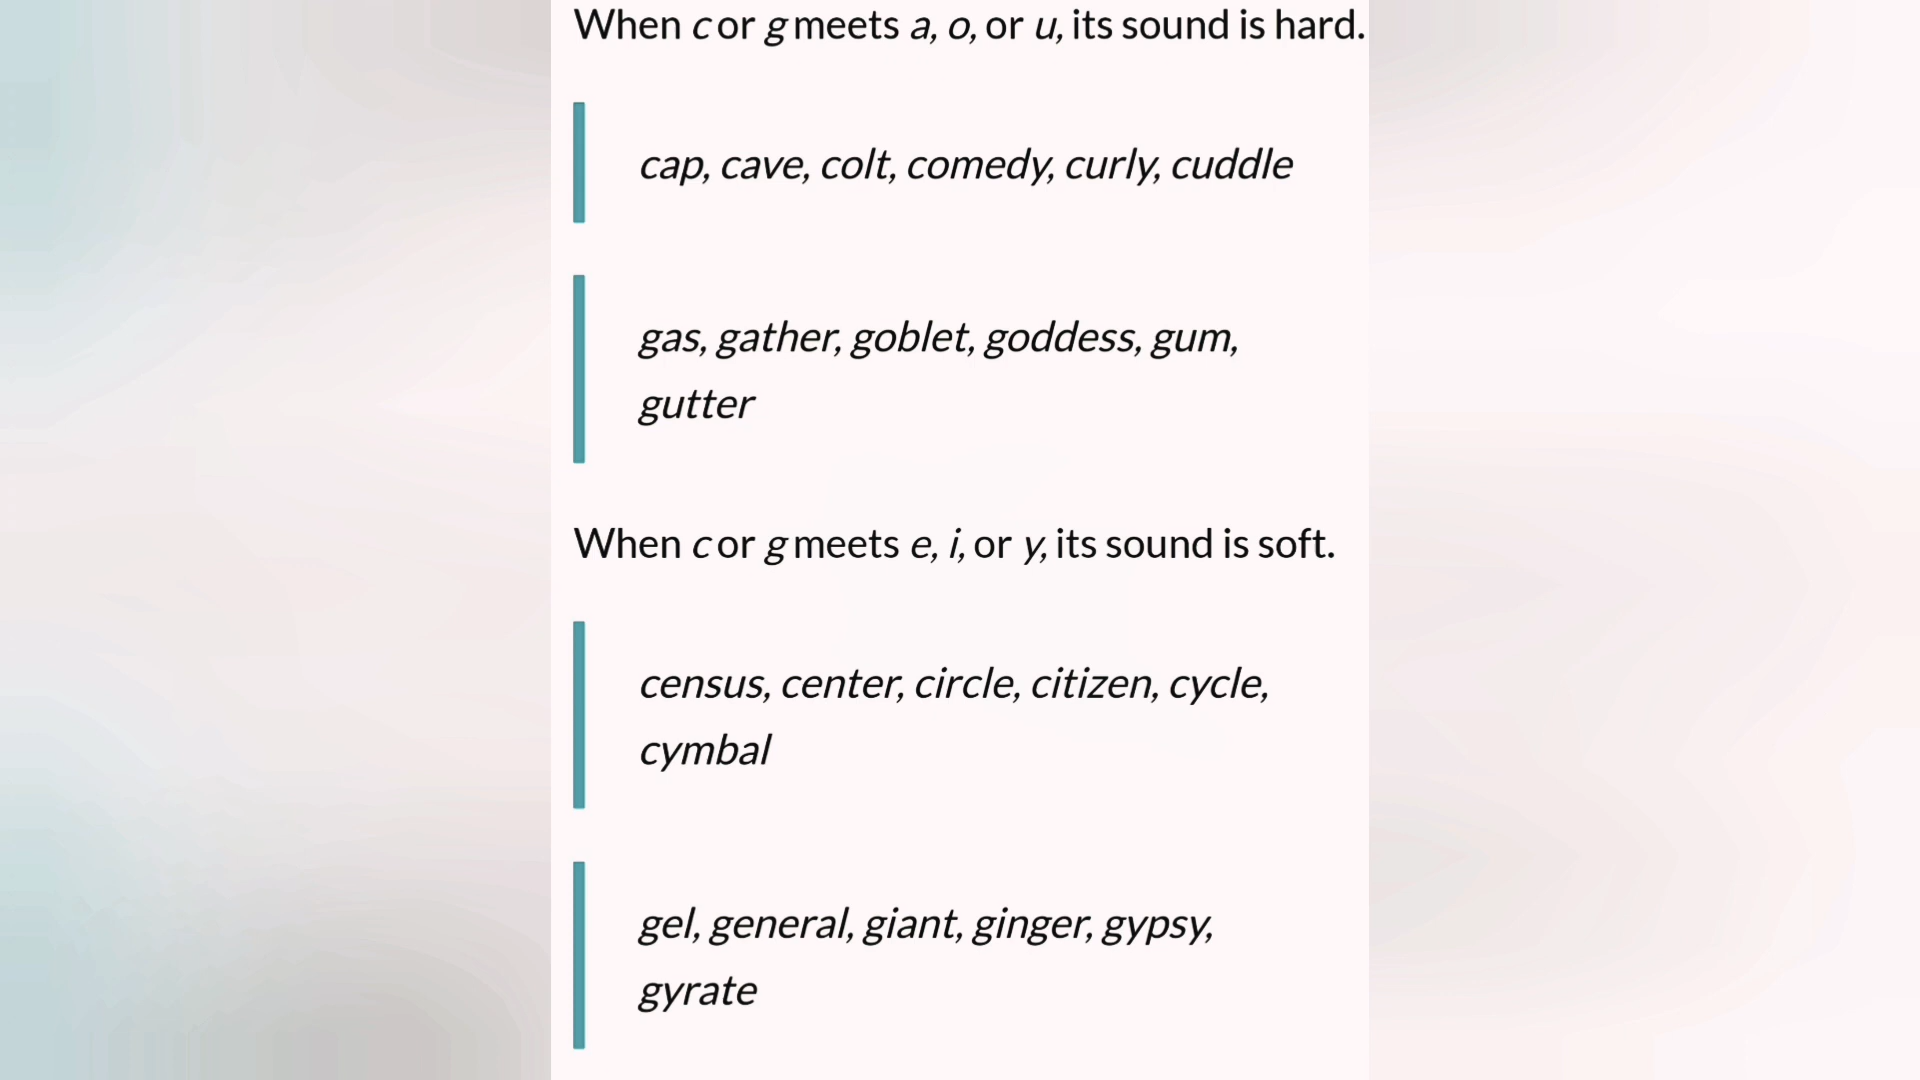 When c or g meets a, o, or u, its sound is hard.
cap, cave, colt, comedy, curly, cuddle
gas, gather, goblet, goddess, gum,
gutter
When c or g meets e, i, or y, its sound is soft.
census, center, circle, citizen, cycle,
cymbal
gel, general, giant, ginger, gypsy,
gyrate